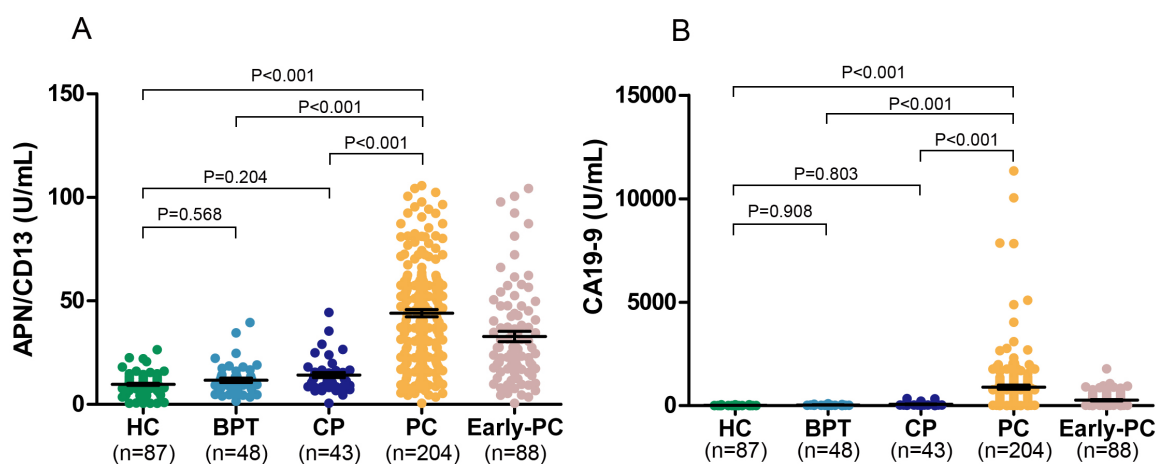 A
APN/CD13 (U/mL)
150
100
50
0
P<0.001
P<0.001
P<0.001
P=0.204
P=0.568
HC BPT CP PC Early-PC
(n=87) (n=48) (n=43) (n=204) (n=88)
B
CA19-9 (U/mL)
15000
10000
5000
0
P<0.001
P<0.001
P<0.001
P=0.803
P=0.908
HC BPT CP PC Early-PC
(n=87) (n=48) (n=43) (n=204) (n=88)